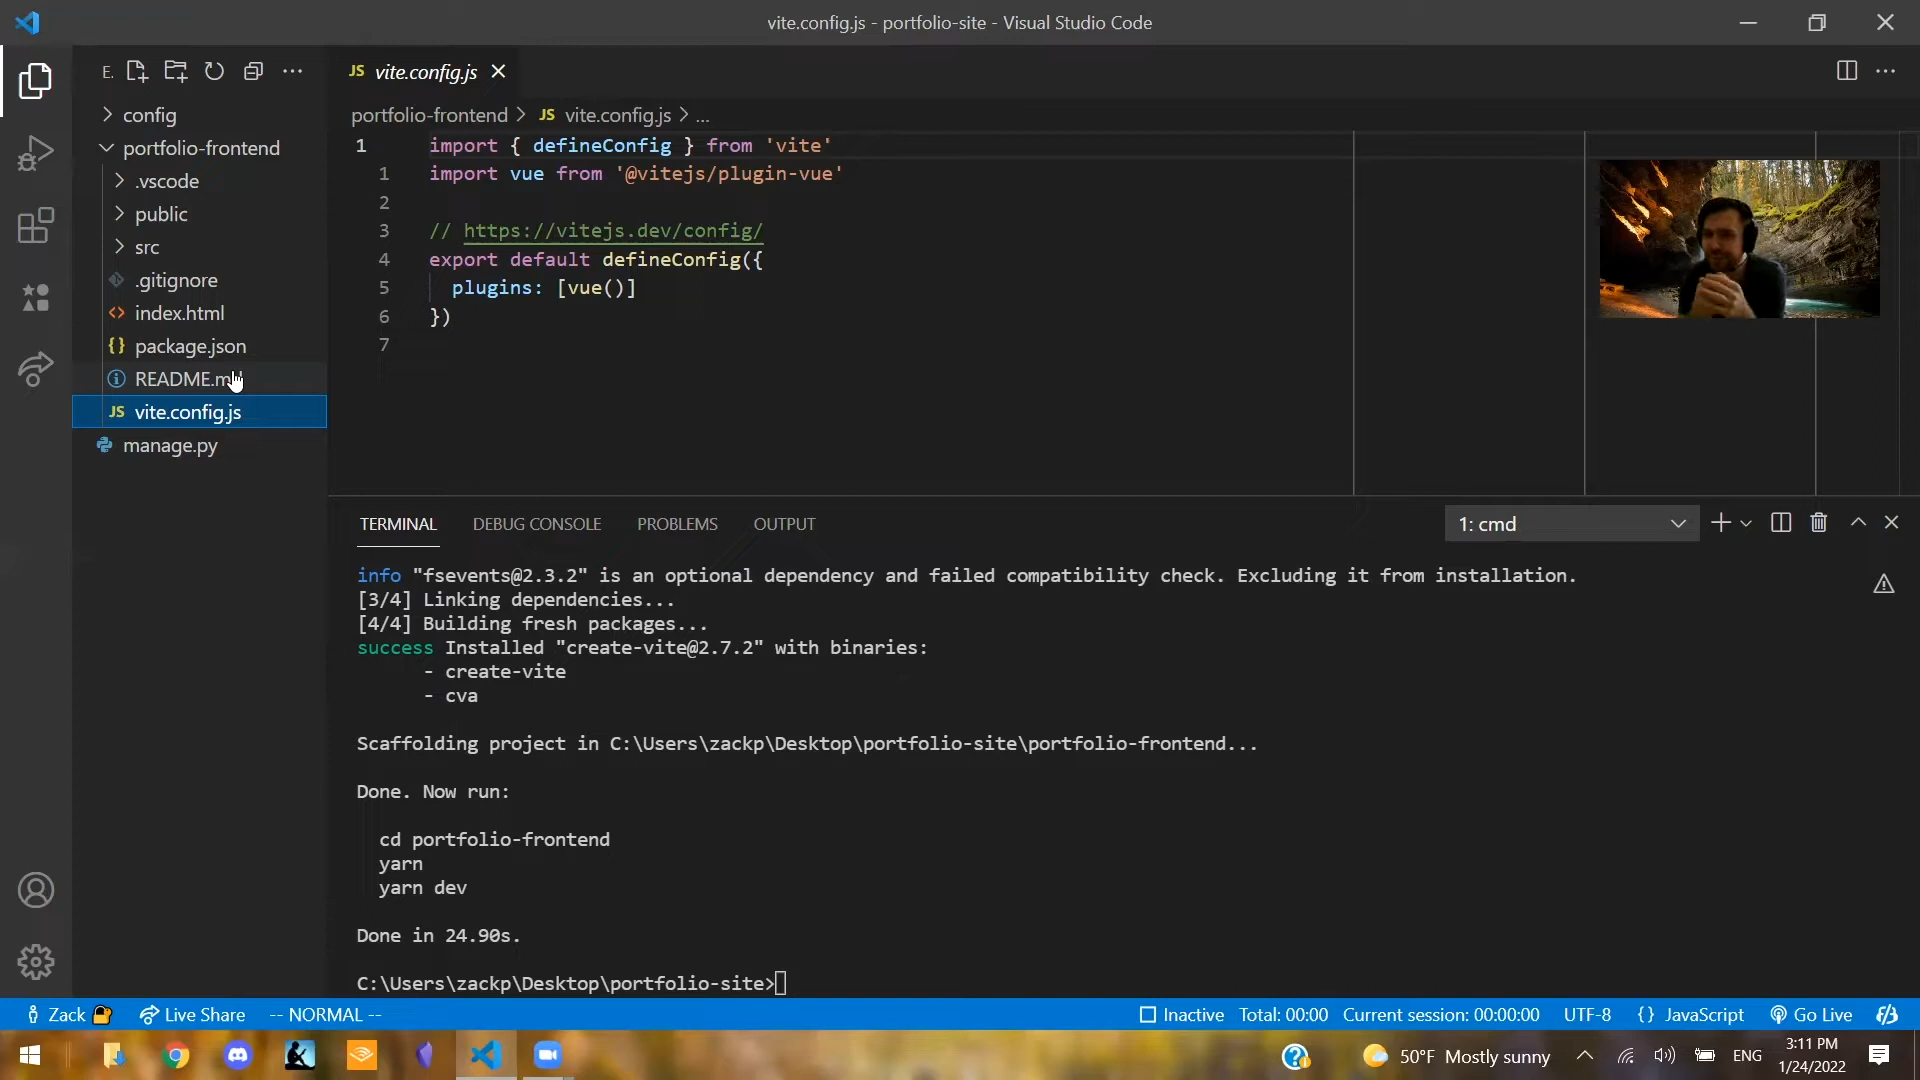 vite.config.js - portfolio-site - Visual Studio Code
E.
JS vite.config.js
config
portfolio-frontend > JS vite.config.js > ...
portfolio-frontend
.vscode
public
src
.gitignore
index.html
{} package.json
README.md
JS vite.config.js
manage.py
1 import { defineConfig } from 'vite'
1 import vue from '@vitejs/plugin-vue'
2
3 // https://vitejs.dev/config/
4 export default defineConfig({
5 plugins: [vue()]
6 })
7
TERMINAL DEBUG CONSOLE PROBLEMS OUTPUT
1: cmd
info "fsevents@2.3.2" is an optional dependency and failed compatibility check. Excluding it from installation.
[3/4] Linking dependencies...
[4/4] Building fresh packages...
success Installed "create-vite@2.7.2" with binaries:
- create-vite
- cva
Scaffolding project in C:\Users\zackp\Desktop\portfolio-site\portfolio-frontend...
Done. Now run:
cd portfolio-frontend
yarn
yarn dev
Done in 24.90s.
C:\Users\zackp\Desktop\portfolio-site>
Zack Live Share -- NORMAL -- Inactive Total: 00:00 Current session: 00:00:00 UTF-8 {} JavaScript Go Live
50°F Mostly sunny ENG 3:11 PM
1/24/2022